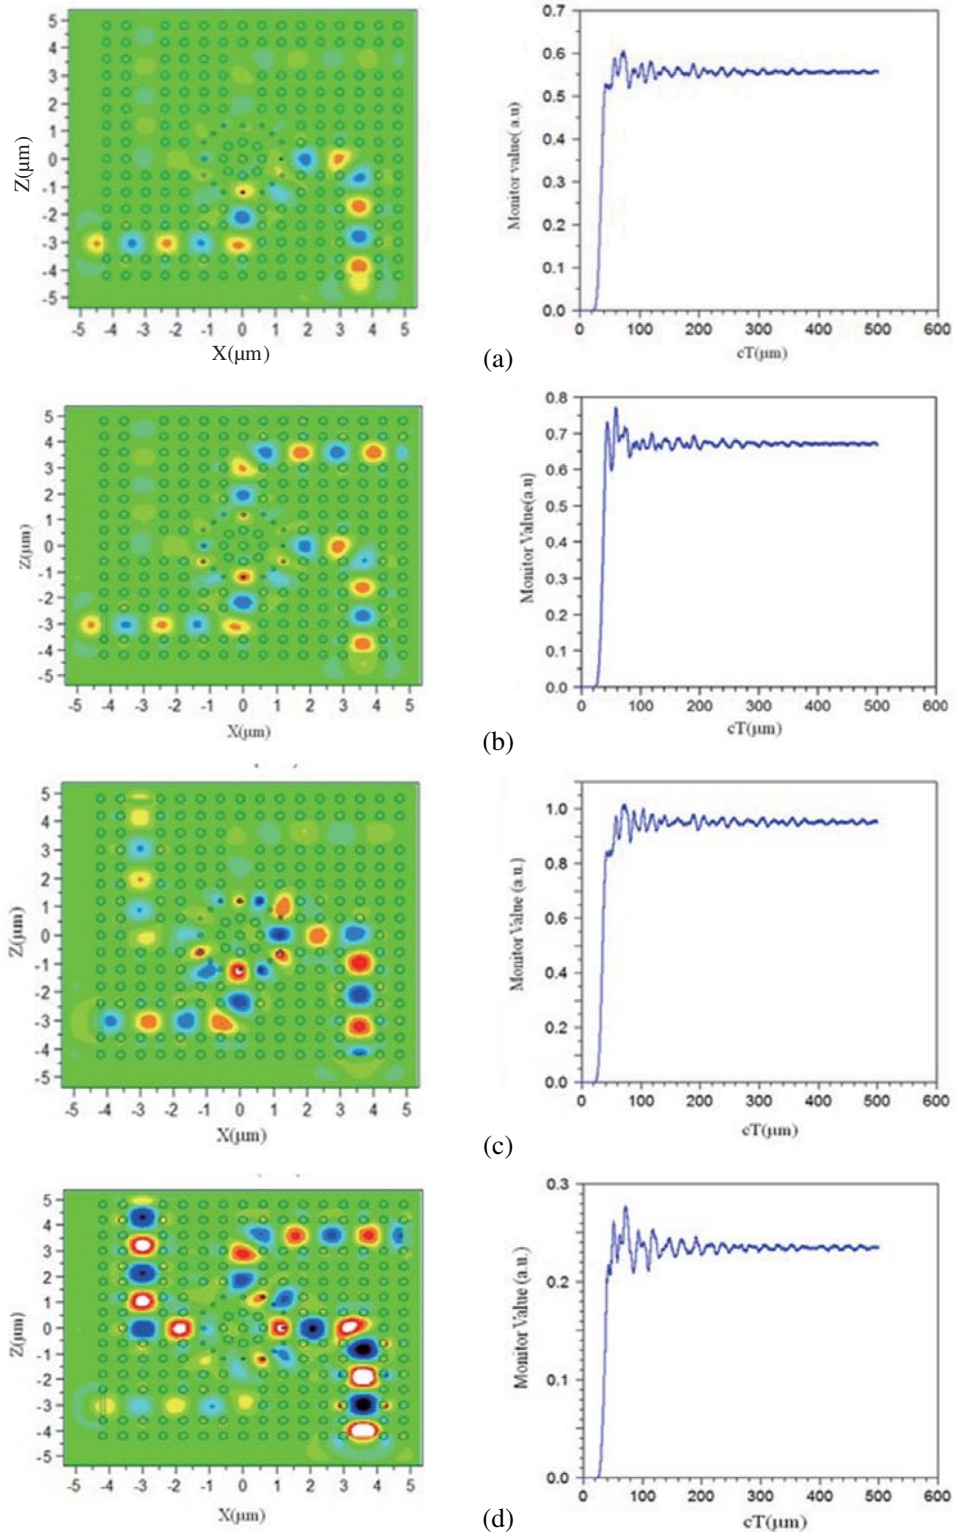 5
4
3
2
1
0
-1
-2
-3
-4
-5
Z(μm)
-5 -4 -3 -2 -1 0 1 2 3 4 5
X(μm)
0.7
0.6
0.5
0.4
0.3
0.2
0.1
0.0
Monitor value( a.u)
0 100 200 300 400 500 600
cT(μm)
(a)
5
4
3
2
1
0
-1
-2
-3
-4
-5
Z(μm)
-5 -4 -3 -2 -1 0 1 2 3 4 5
X(μm)
0.8
0.7
0.6
0.5
0.4
0.3
0.2
0.1
0.0
Monitor Value(a.u)
0 100 200 300 400 500 600
cT(μm)
(b)
5
4
3
2
1
0
-1
-2
-3
-4
-5
Z(μm)
-5 -4 -3 -2 -1 0 1 2 3 4 5
X(μm)
1.0
0.8
0.6
0.4
0.2
0.0
Monitor Value (a.u.)
0 100 200 300 400 500 600
cT(μm)
(c)
5
4
3
2
1
0
-1
-2
-3
-4
-5
Z(μm)
-5 -4 -3 -2 -1 0 1 2 3 4 5
X(μm)
0.3
0.2
0.1
0.0
Monitor Value (a.u.)
0 100 200 300 400 500 600
cT(μm)
(d)